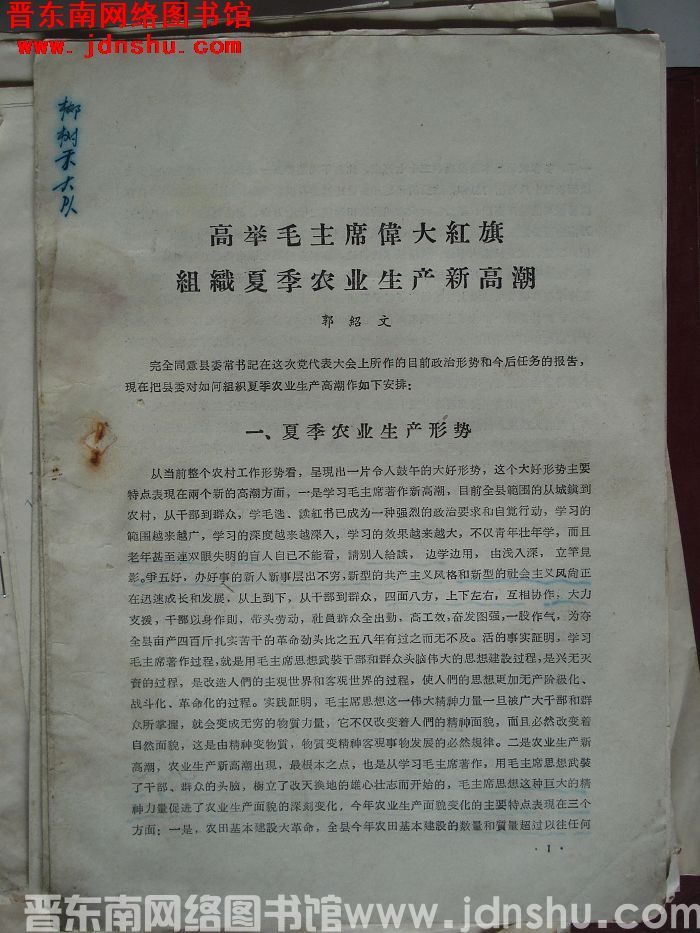 晋东南网络图书馆
www.jdnshu.com
榔树底大队
高举毛主席偉大紅旗
組織夏季农业生产新高潮
郭紹文
完全同意县委常书記在这次党代表大会上所作的目前政治形势和今后任务的报吿，
現在把县委对如何組织夏季农业生产高潮作如下安排：
一、夏季农业生产形势
从当前整个农村工作形势看，呈現出一片令人鼓午的大好形势，这个大好形势主要
特点表現在兩个新的高潮方面，一是学习毛主席著作新高潮，目前全县範围的从城鎮到
农村，从干部到群众，学毛选、談紅书已成为一种强烈的政治要求和自觉行动，学习的
範围越来越广，学习的深度越来越深入，学习的效果越来越大，不仅青年壮年学，而且
老年甚至連双眼失明的盲人自已不能看，請别人給談，边学边用，由浅入深，立竿見
影。爭五好，办好事的新人新事层出不穷，新型的共产主义风格和新型的社会主义风尚正
在迅速成长和发展，从上到下，从干部到群众，四面八方，上下左右，互相协作，大力
支援，干部以身作則，带头劳动，社員群众全出勤，高工效，奋发图强，一股作气，为夺
全县亩产四百斤扎实苦干的革命劲头比之五八年有过之而无不及。活的事实証明，学习
毛主席著作过程，就是用毛主席思想武装干部和群众头脑伟大的思想建設过程，是兴无灭
資的过程，是改造人們的主观世界和客观世界的过程，使人們的思想更加无产阶級化、
战斗化、革命化的过程。实践証明，毛主席思想这一伟大精神力量一旦被广大干部和群
众所掌握，就会变成无穷的物質力量，它不仅改变着人們的精神面貌，而且必然改变着
自然面貌，这是由精神变物質，物質变精神客观事物发展的必然规律。二是农业生产新
高潮，农业生产新高潮出現，最根本之点，也是从学习毛主席著作，用毛主席思想武裝
了干部、群众的头脑，樹立了改天换地的雄心壮志而开始的，毛主席思想这种巨大的精
神力量促进了农业生产面貌的深刻变化，今年农业生产面貌变化的主要特点表現在三个
方面：一是，农田基本建設大革命，全县今年农田基本建設的数量和質量超过以往任何
·1·
晋东南网络图书馆 www.jdnshu.com